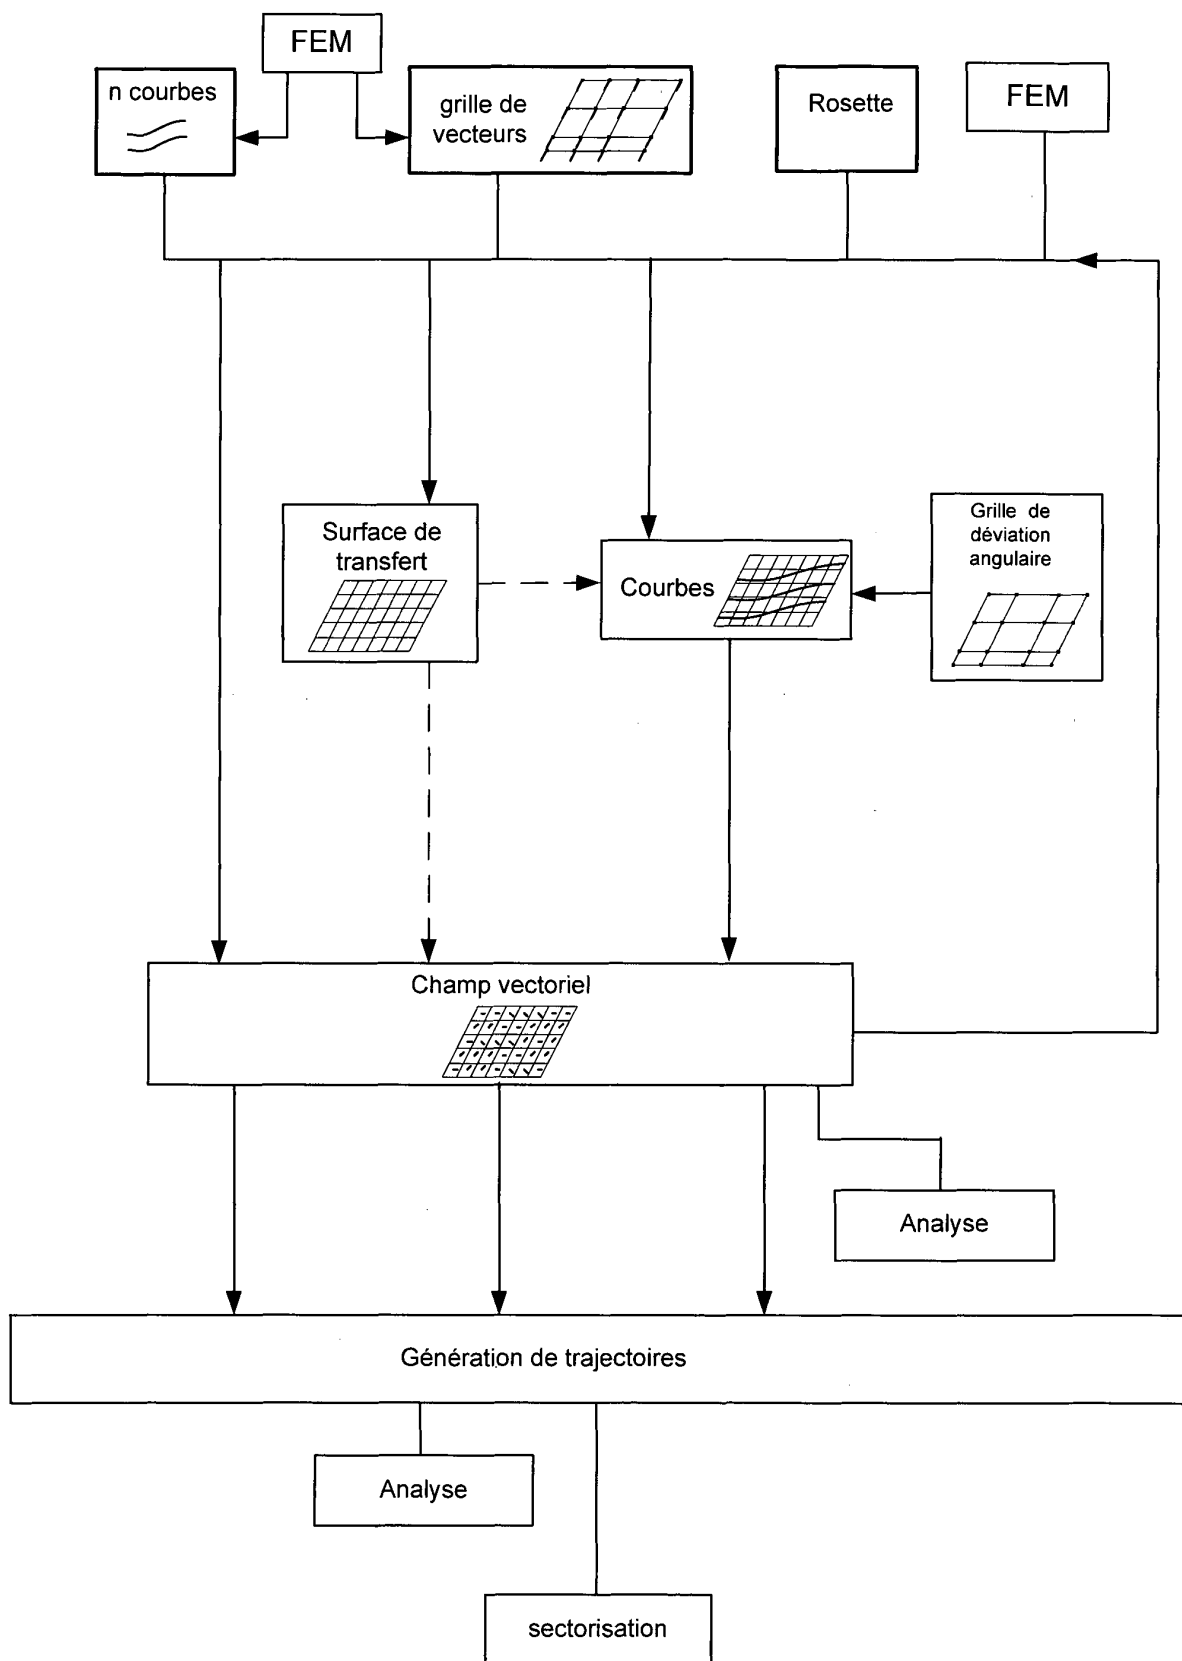 FEM
n courbes
grille de
vecteurs
Rosette
FEM
Surface de
transfert
Courbes
Grille de
déviation
angulaire
Champ vectoriel
Analyse
Génération de trajectoires
Analyse
sectorisation